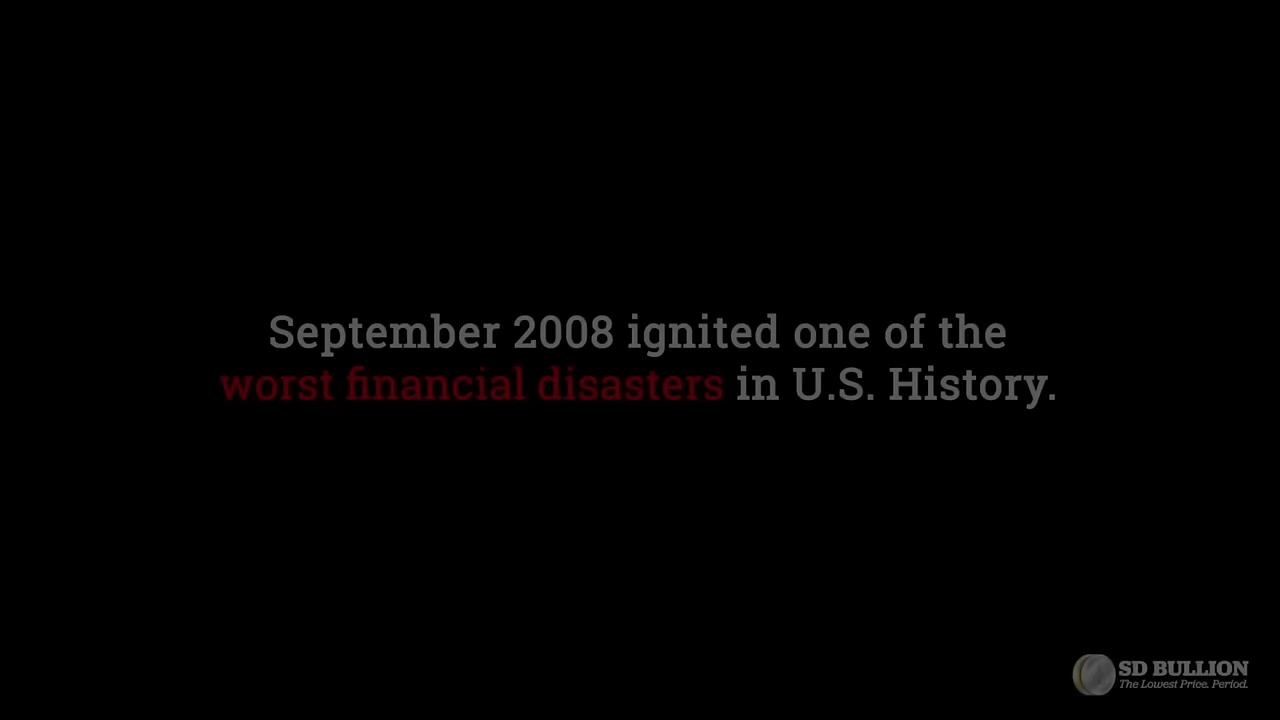 September 2008 ignited one of the
worst financial disasters in U.S. History.
SD BULLION
The Lowest Price. Period.